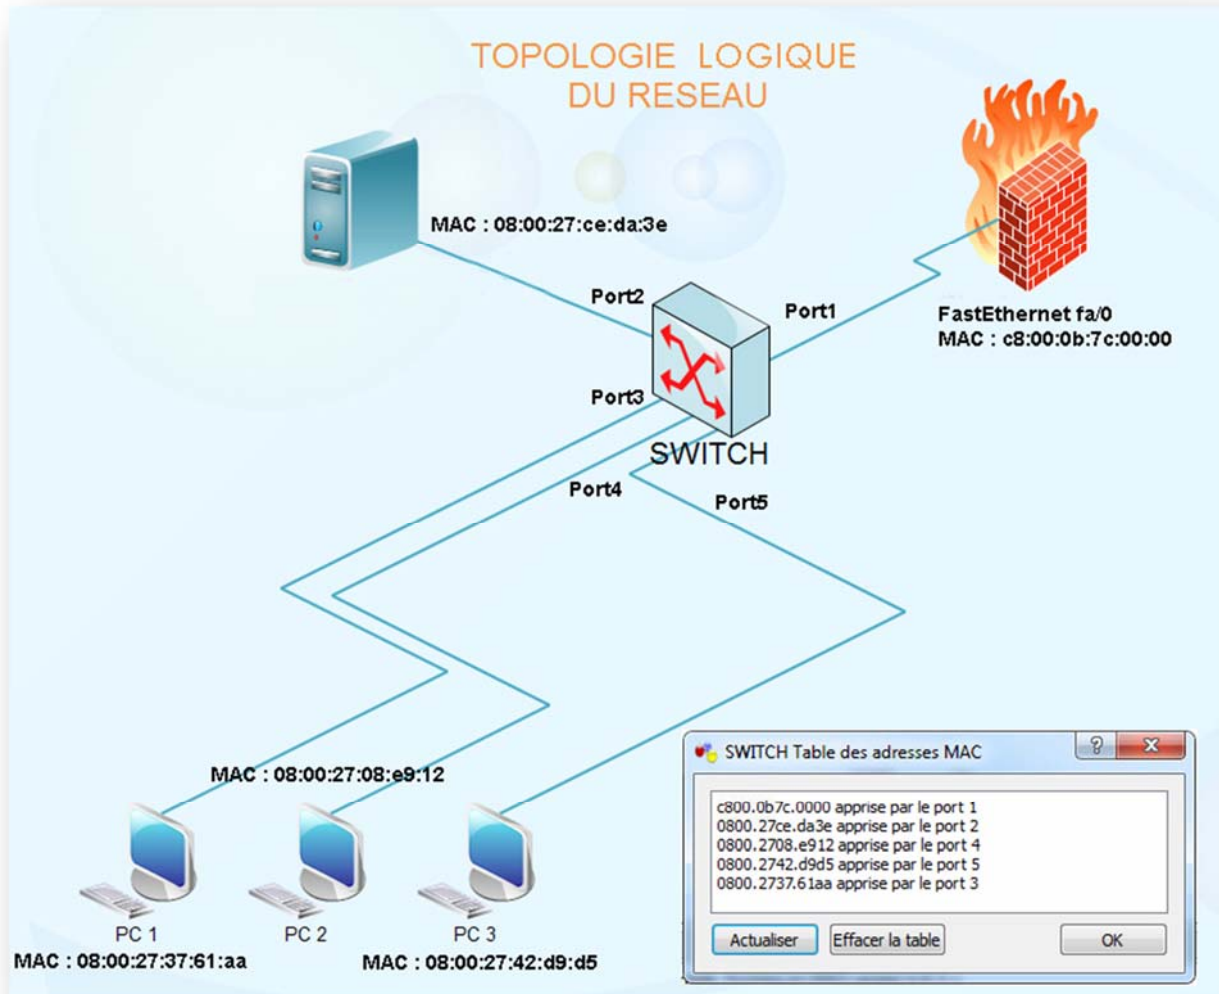 TOPOLOGIE LOGIQUE
DU RESEAU
MAC : 08:00:27:ce:da:3e
Port2
Port1
FastEthernet fa/0
MAC : c8:00:0b:7c:00:00
Port3
SWITCH
Port4
Port5
MAC : 08:00:27:08:e9:12
PC 1
PC 2
PC 3
MAC : 08:00:27:37:61:aa
MAC : 08:00:27:42:d9:d5
SWITCH Table des adresses MAC
c800.0b7c.0000 apprise par le port 1
0800.27ce.da3e apprise par le port 2
0800.2708.e912 apprise par le port 4
0800.2742.d9d5 apprise par le port 5
0800.2737.61aa apprise par le port 3
Actualiser
Effacer la table
OK